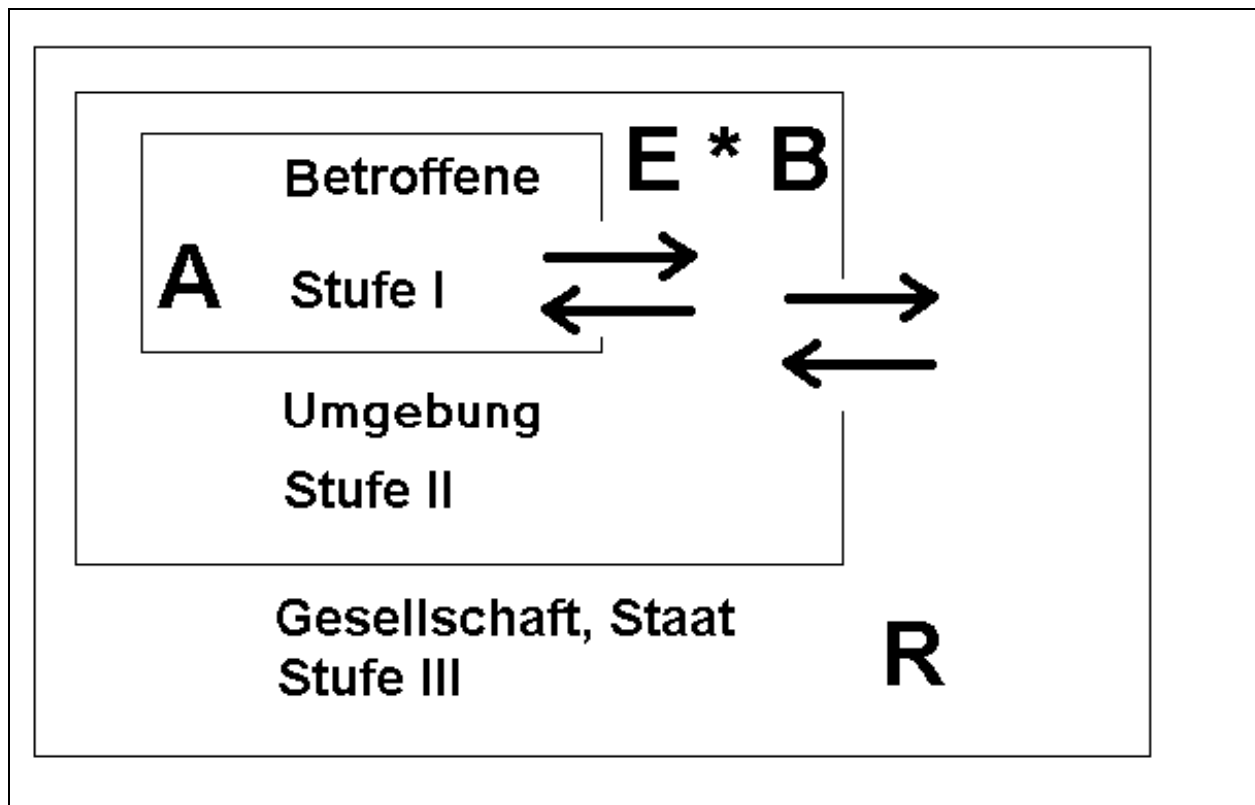 E * B
Betroffene
A
Stufe I
Umgebung
Stufe II
Gesellschaft, Staat
Stufe III
R